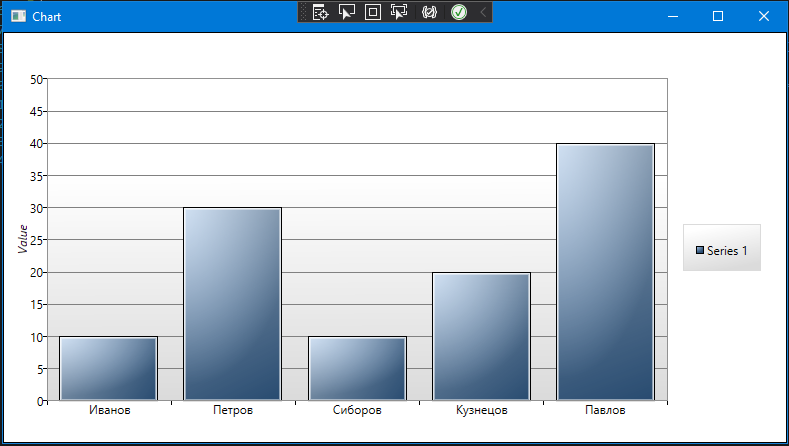 Chart
50
45
40
35
30
25
20
15
10
5
0
Value
Иванов
Петров
Сиборов
Кузнецов
Павлов
Series 1